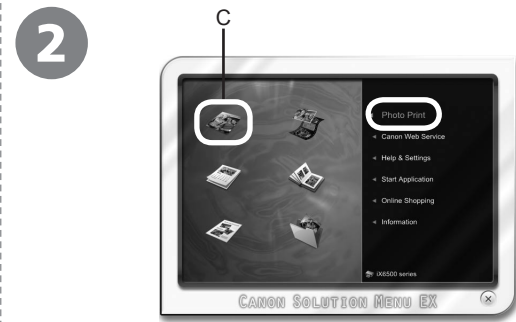 2
C
Photo Print
Canon Web Service
Help & Settings
Start Application
Online Shopping
Information
iX6500 series
CANON SOLUTION MENU EX